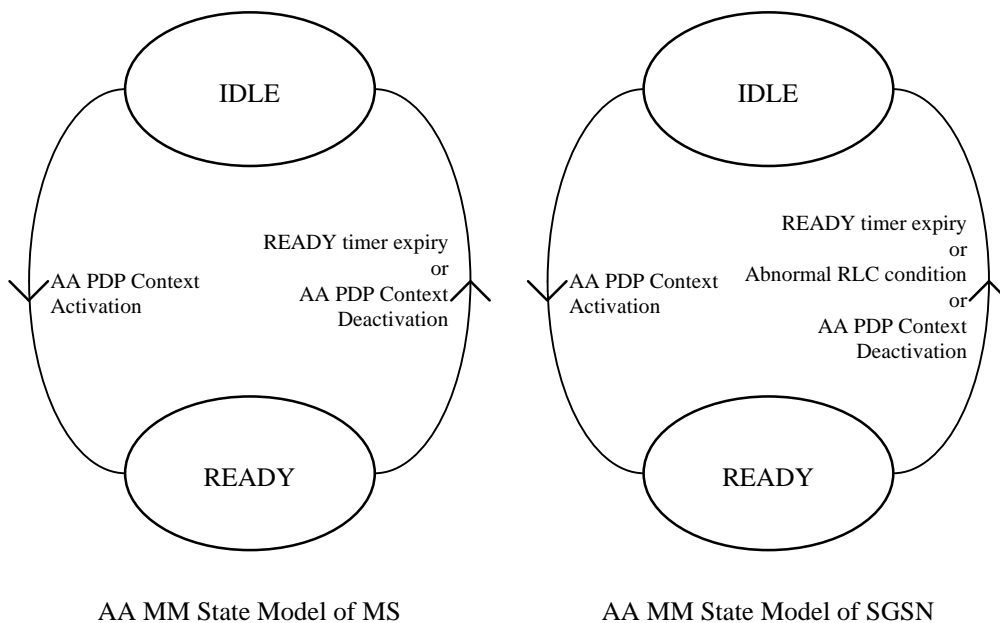 IDLE
READY timer expiry
or
AA PDP Context
Deactivation
AA PDP Context
Activation
READY
AA MM State Model of MS
IDLE
READY timer expiry
or
Abnormal RLC condition
or
AA PDP Context
Deactivation
AA PDP Context
Activation
READY
AA MM State Model of SGSN